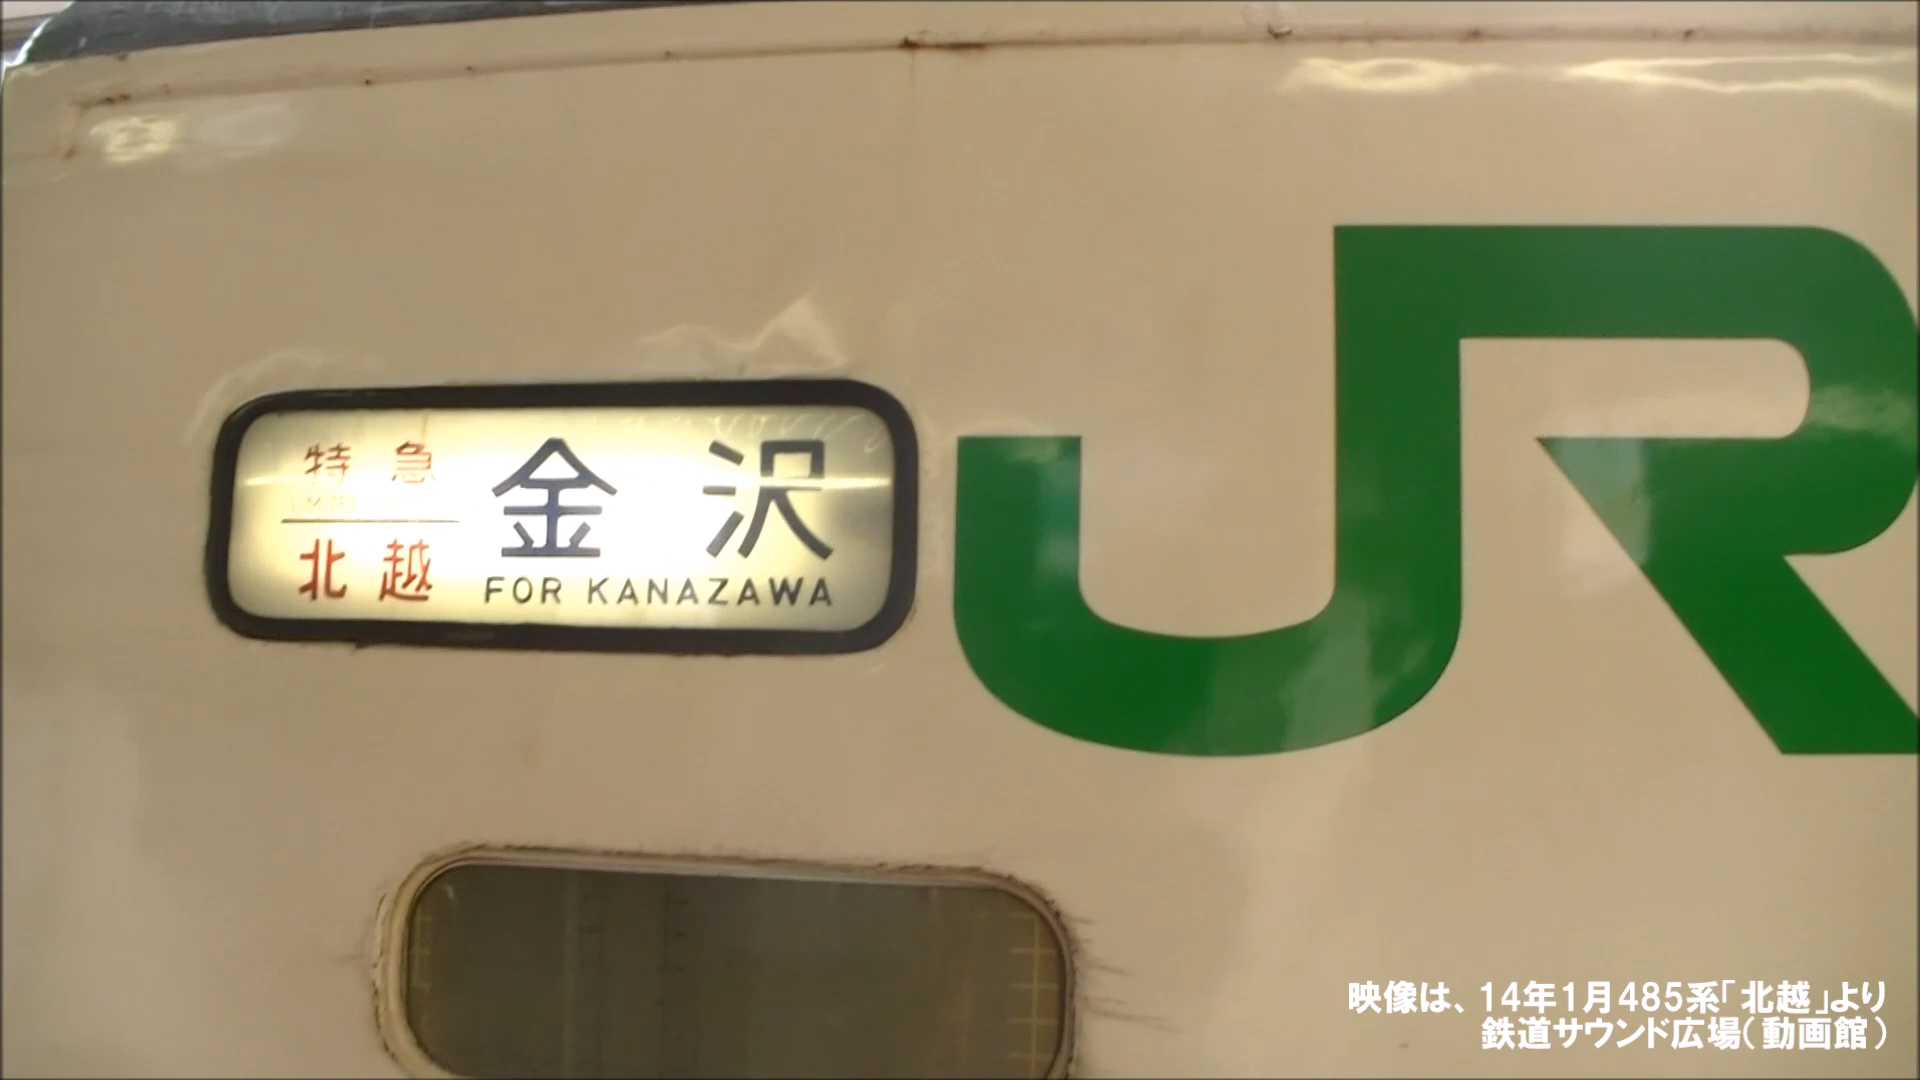 特急
LIMITED
北越
金沢
FOR KANAZAWA
JR
映像は、14年1月485系「北越」より
鉄道サウンド広場(動画館)